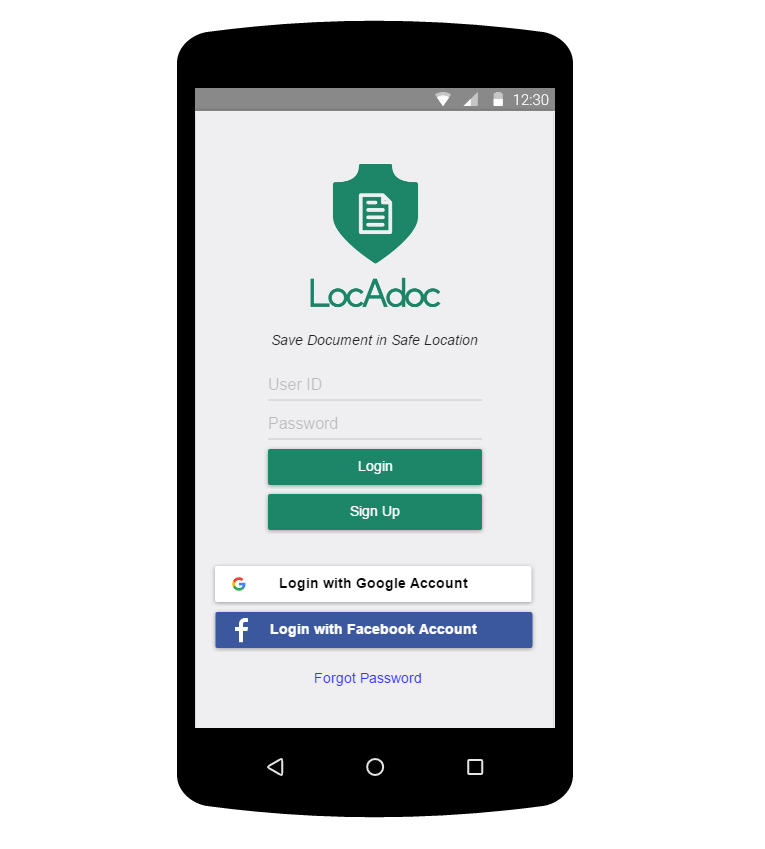 12:30
LocAdoc
Save Document in Safe Location
User ID
Password
Login
Sign Up
Login with Google Account
Login with Facebook Account
Forgot Password